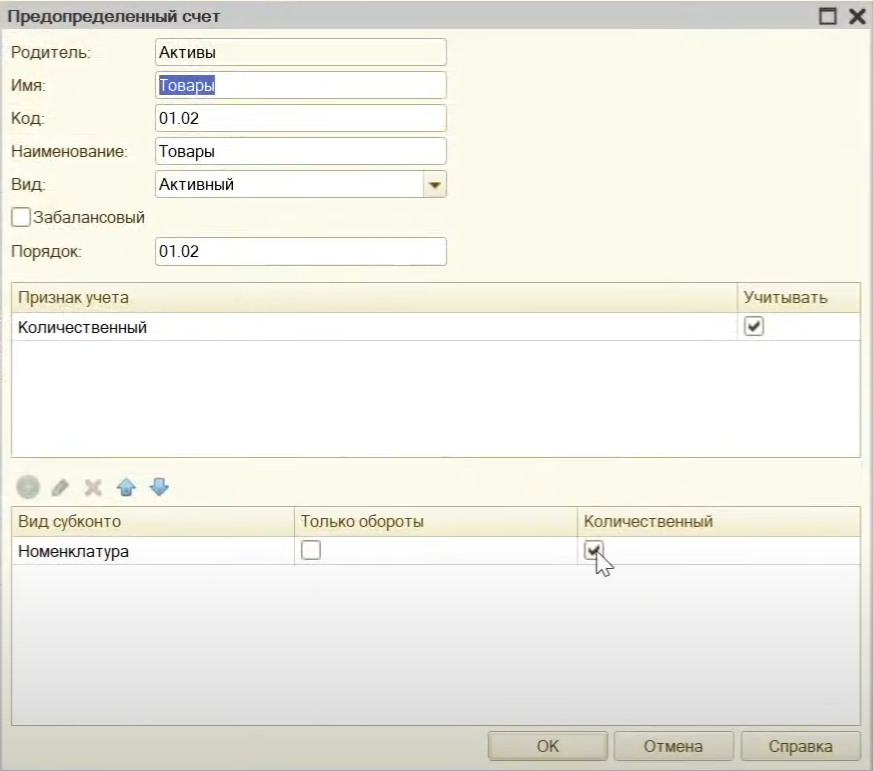 Предопределенный счет
Родитель: Активы
Имя: Товары
Код: 01.02
Наименование: Товары
Вид: Активный
Забалансовый
Порядок: 01.02
Признак учета Учитывать
Количественный
Вид субконто Только обороты Количественный
Номенклатура
ОК Отмена Справка